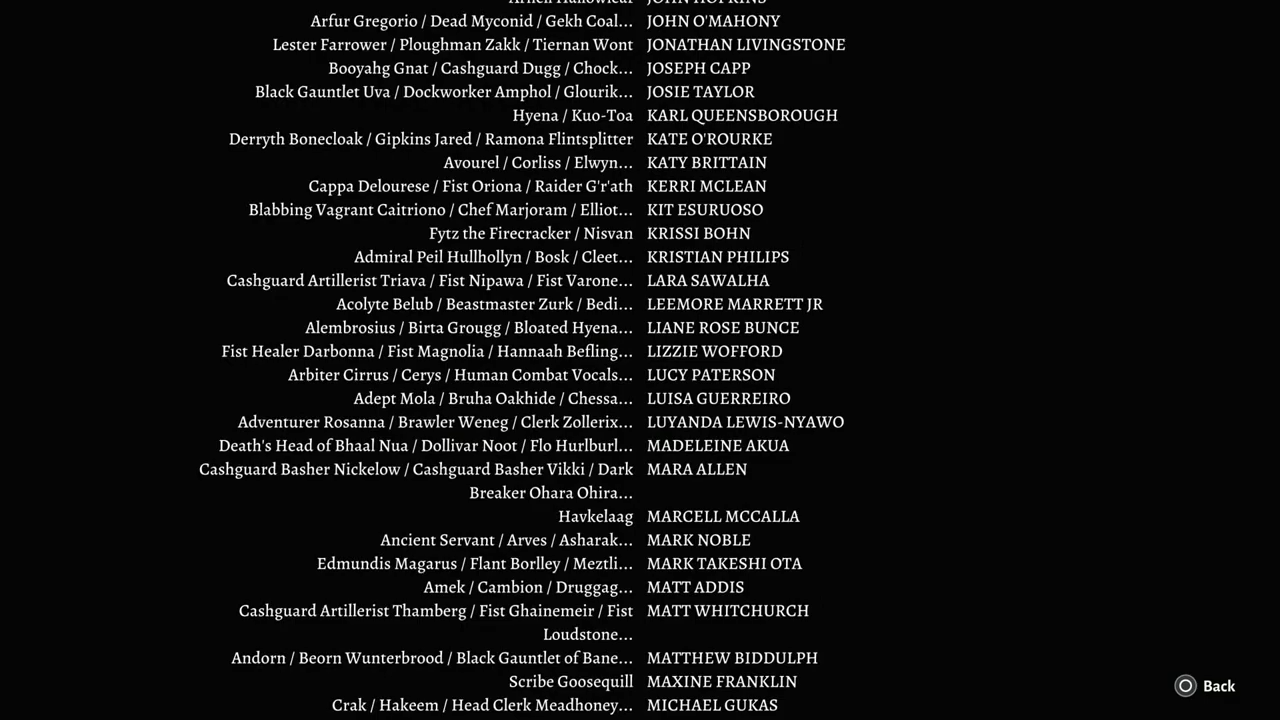 Arfur Gregorio / Dead Myconid / Gekh Coal... JOHN O'MAHONY
Lester Farrower / Ploughman Zakk / Tiernan Wont JONATHAN LIVINGSTONE
Booyahg Gnat / Cashguard Dugg / Chock... JOSEPH CAPP
Black Gauntlet Uva / Dockworker Amphol / Glourik... JOSIE TAYLOR
Hyena / Kuo-Toa KARL QUEENSBOROUGH
Derryth Bonecloak / Gipkins Jared / Ramona Flintsplitter KATE O'ROURKE
Avourel / Corliss / Elwyn... KATY BRITTAIN
Cappa Delourese / Fist Oriona / Raider G'r'ath KERRI MCLEAN
Blabbing Vagrant Caitriono / Chef Marjoram / Elliot... KIT ESURUOSO
Fytz the Firecracker / Nisvan KRISSI BOHN
Admiral Peil Hullhollyn / Bosk / Cleet... KRISTIAN PHILIPS
Cashguard Artillerist Triava / Fist Nipawa / Fist Varone... LARA SAWALHA
Acolyte Belub / Beastmaster Zurk / Bedi... LEEMORE MARRETT JR
Alembrosius / Birta Grougg / Bloated Hyena... LIANE ROSE BUNCE
Fist Healer Darbonna / Fist Magnolia / Hannaah Befling... LIZZIE WOFFORD
Arbiter Cirrus / Cerys / Human Combat Vocals... LUCY PATERSON
Adept Mola / Bruha Oakhide / Chessa... LUISA GUERREIRO
Adventurer Rosanna / Brawler Weneg / Clerk Zollerix... LUYANDA LEWIS-NYAWO
Death's Head of Bhaal Nua / Dollivar Noot / Flo Hurlburl... MADELEINE AKUA
Cashguard Basher Nickelow / Cashguard Basher Vikki / Dark MARA ALLEN
Breaker Ohara Ohira...
Havkelaag MARCELL MCCALLA
Ancient Servant / Arves / Asharak... MARK NOBLE
Edmundis Magarus / Flant Borlley / Meztli... MARK TAKESHI OTA
Amek / Cambion / Druggag... MATT ADDIS
Cashguard Artillerist Thamberg / Fist Ghainemeir / Fist MATT WHITCHURCH
Loudstone...
Andorn / Beorn Wunterbrood / Black Gauntlet of Bane... MATTHEW BIDDULPH
Scribe Goosequill MAXINE FRANKLIN
Crak / Hakeem / Head Clerk Meadhoney... MICHAEL GUKAS
Back